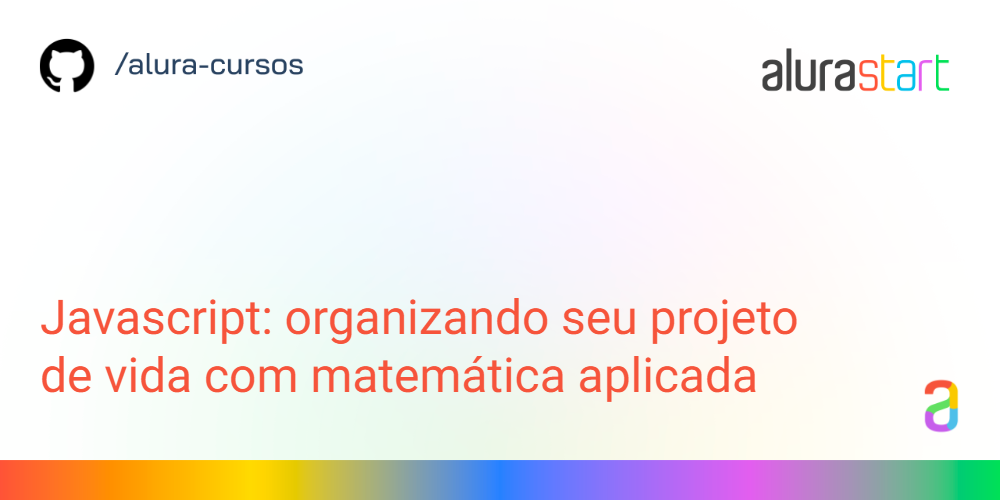 /alura-cursos
alurastart
Javascript: organizando seu projeto
de vida com matemática aplicada
a